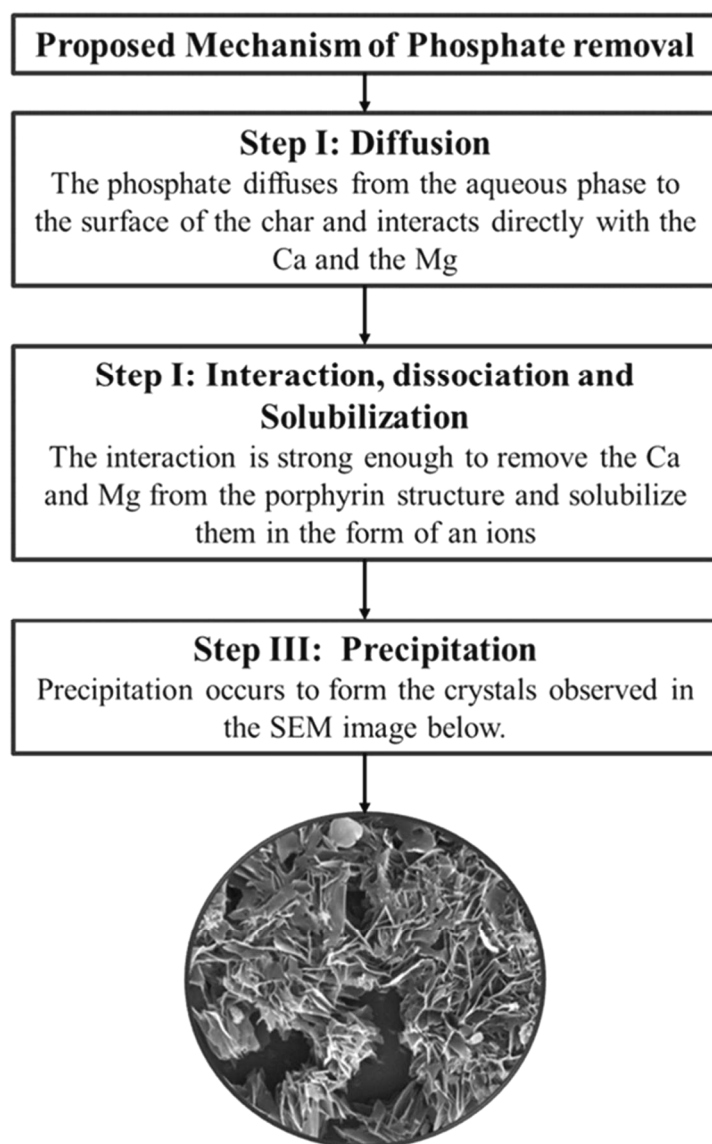 Proposed Mechanism of Phosphate removal
Step I: Diffusion
The phosphate diffuses from the aqueous phase to
the surface of the char and interacts directly with the
Ca and the Mg
Step I: Interaction, dissociation and
Solubilization
The interaction is strong enough to remove the Ca
and Mg from the porphyrin structure and solubilize
them in the form of an ions
Step III: Precipitation
Precipitation occurs to form the crystals observed in
the SEM image below.